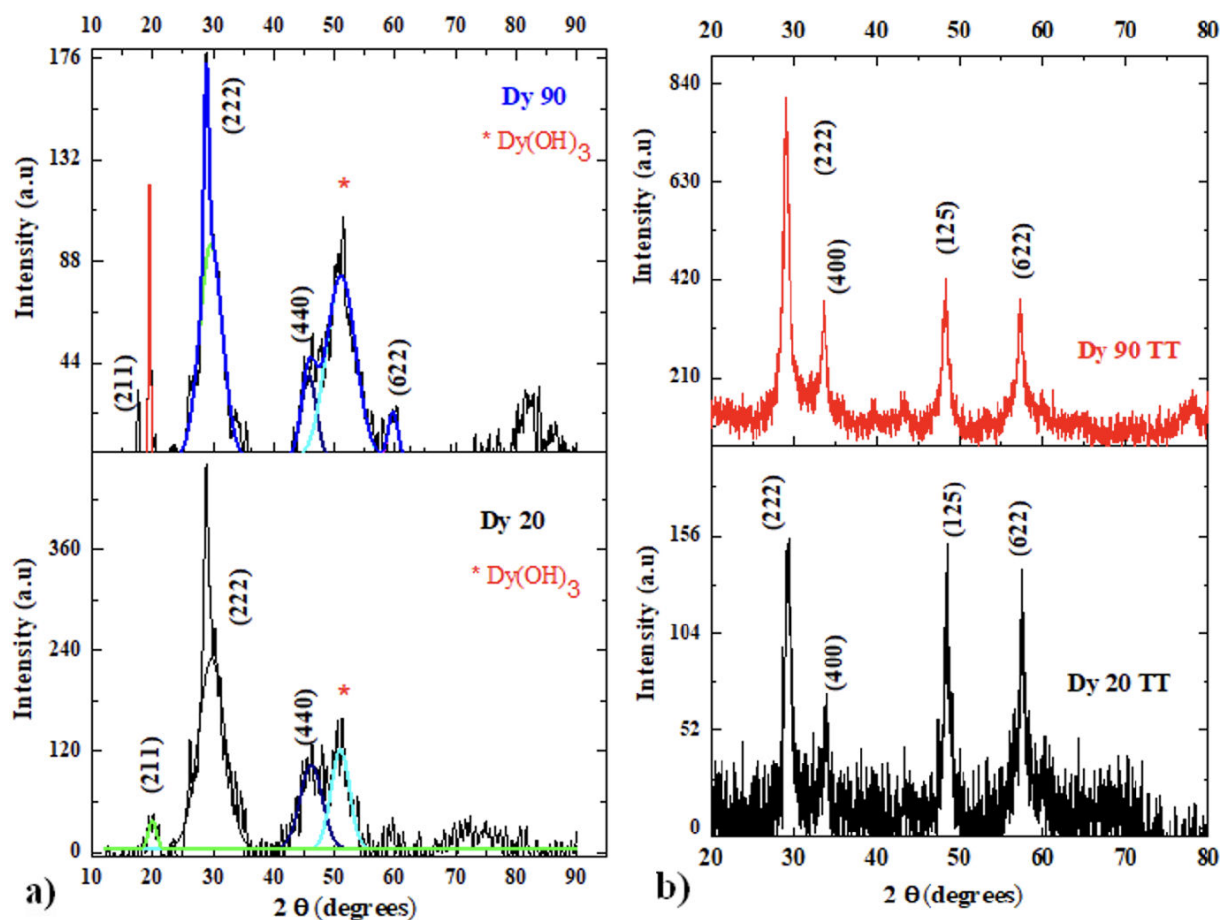 10 20 30 40 50 60 70 80 90
176
132
88
44
Intensity (a.u)
(211)
(222)
(440)
*
(622)
Dy 90
* Dy(OH)3
360
240
120
0
Intensity (a.u)
(211)
(222)
(440)
*
Dy 20
* Dy(OH)3
10 20 30 40 50 60 70 80 90
2 θ (degrees)
a)
20 30 40 50 60 70 80
840
630
420
210
Intensity (a.u)
(222)
(400)
(125)
(622)
Dy 90 TT
156
104
52
0
Intensity (a.u)
(222)
(400)
(125)
(622)
Dy 20 TT
20 30 40 50 60 70 80
2 θ (degrees)
b)